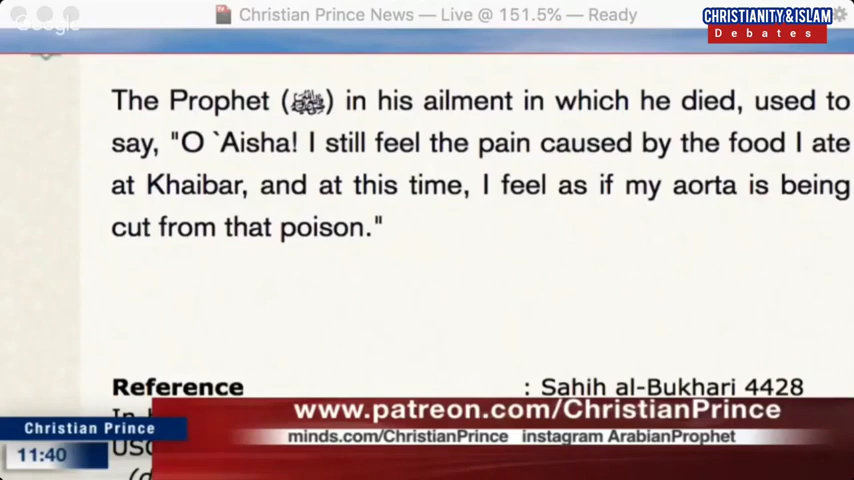 Christian Prince News — Live @ 151.5% — Ready
Google
CHRISTIANITY & ISLAM
Debates
The Prophet (ﷺ) in his ailment in which he died, used to
say, "O `Aisha! I still feel the pain caused by the food I ate
at Khaibar, and at this time, I feel as if my aorta is being
cut from that poison."
Reference : Sahih al-Bukhari 4428
www.patreon.com/ChristianPrince
Christian Prince
minds.com/ChristianPrince instagram ArabianProphet
11:40